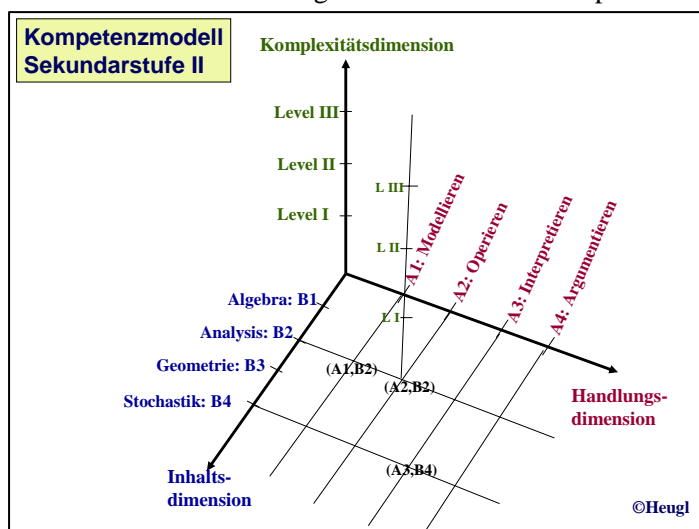 Kompetenzmodell
Sekundarstufe II
Komplexitätsdimension
Level III
Level II
Level I
L III
L II
L I
A1: Modellieren
A2: Operieren
A3: Interpretieren
A4: Argumentieren
Algebra: B1
Analysis: B2
Geometrie: B3
Stochastik: B4
(A1,B2)
(A2,B2)
(A3,B4)
Handlungs-
dimension
Inhalts-
dimension
©Heugl